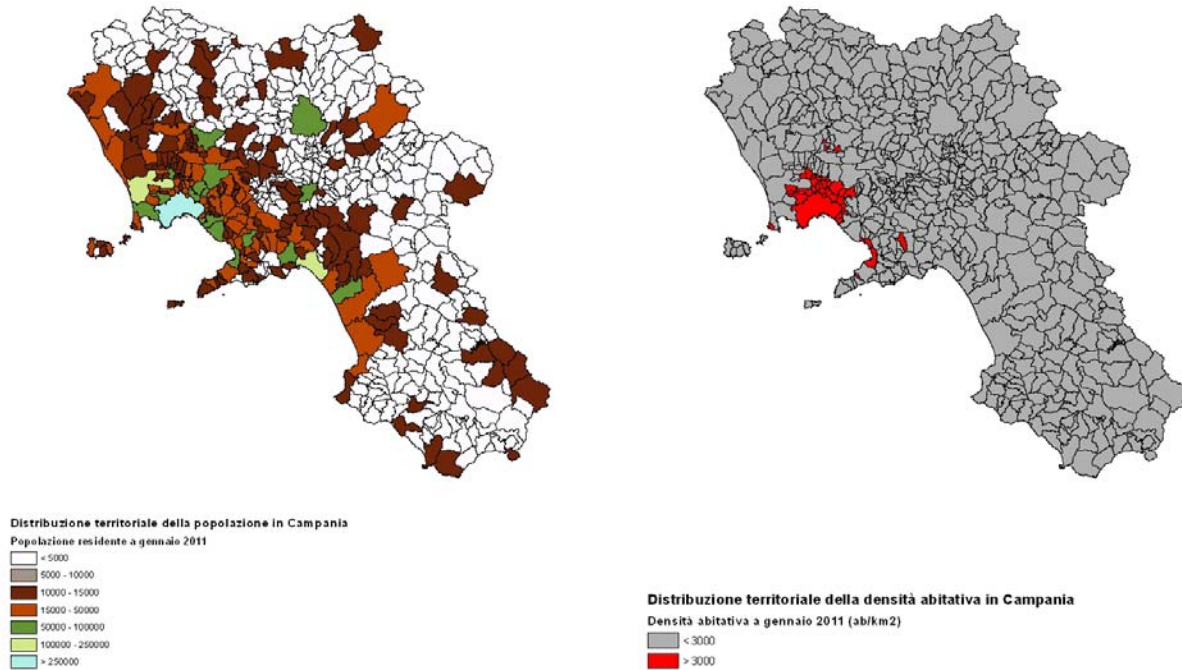 Distribuzione territoriale della popolazione in Campania
Popolazione residente a gennaio 2011
< 5000
5000 - 10000
10000 - 15000
15000 - 50000
50000 - 100000
100000 - 250000
> 250000
Distribuzione territoriale della densità abitativa in Campania
Densità abitativa a gennaio 2011 (ab/km2)
< 3000
> 3000